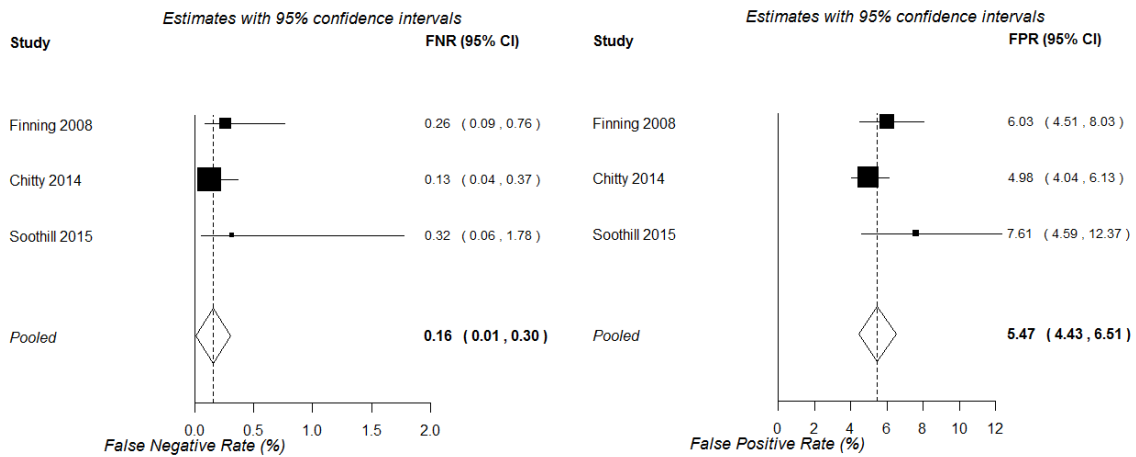 Estimates with 95% confidence intervals
Study FNR (95% CI)
Finning 2008 0.26 ( 0.09 , 0.76 )
Chitty 2014 0.13 ( 0.04 , 0.37 )
Soothill 2015 0.32 ( 0.06 , 1.78 )
Pooled 0.16 ( 0.01 , 0.30 )
0.0 0.5 1.0 1.5 2.0
False Negative Rate (%)
Estimates with 95% confidence intervals
Study FPR (95% CI)
Finning 2008 6.03 ( 4.51 , 8.03 )
Chitty 2014 4.98 ( 4.04 , 6.13 )
Soothill 2015 7.61 ( 4.59 , 12.37 )
Pooled 5.47 ( 4.43 , 6.51 )
0 2 4 6 8 10 12
False Positive Rate (%)